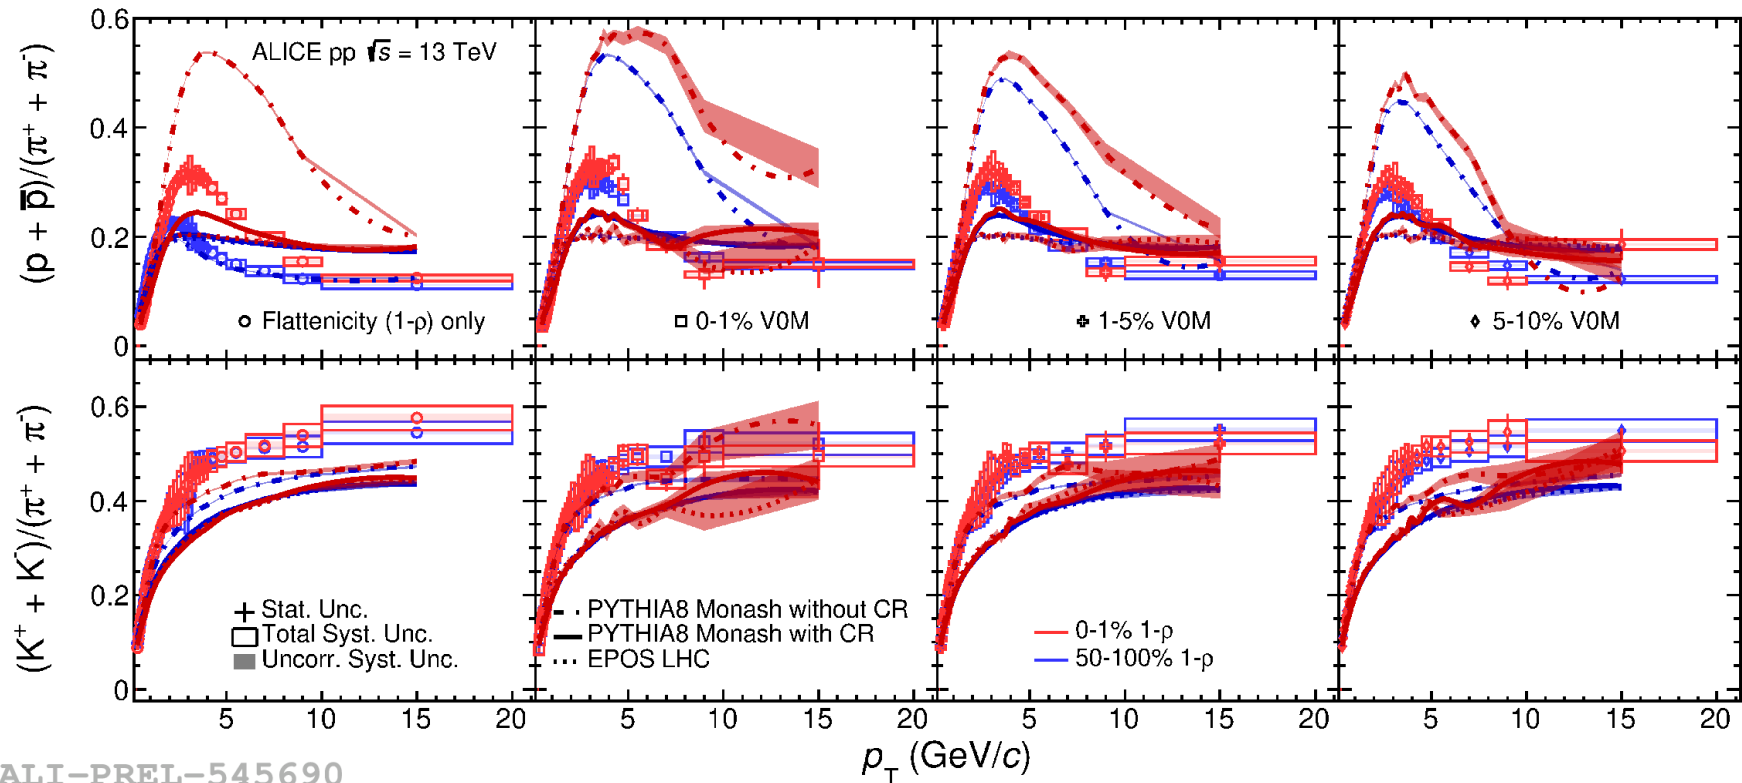 0.6
0.4
0.2
0
(p + p̅)/(π⁺ + π⁻)
ALICE pp √s = 13 TeV
Flattenicity (1-ρ) only
0-1% V0M
1-5% V0M
5-10% V0M
0.6
0.4
0.2
0
(K⁺ + K⁻)/(π⁺ + π⁻)
Stat. Unc.
Total Syst. Unc.
Uncorr. Syst. Unc.
PYTHIA8 Monash without CR
PYTHIA8 Monash with CR
EPOS LHC
0-1% 1-ρ
50-100% 1-ρ
5 10 15 20 5 10 15 20 5 10 15 20 5 10 15 20
p_T (GeV/c)
ALI-PREL-545690